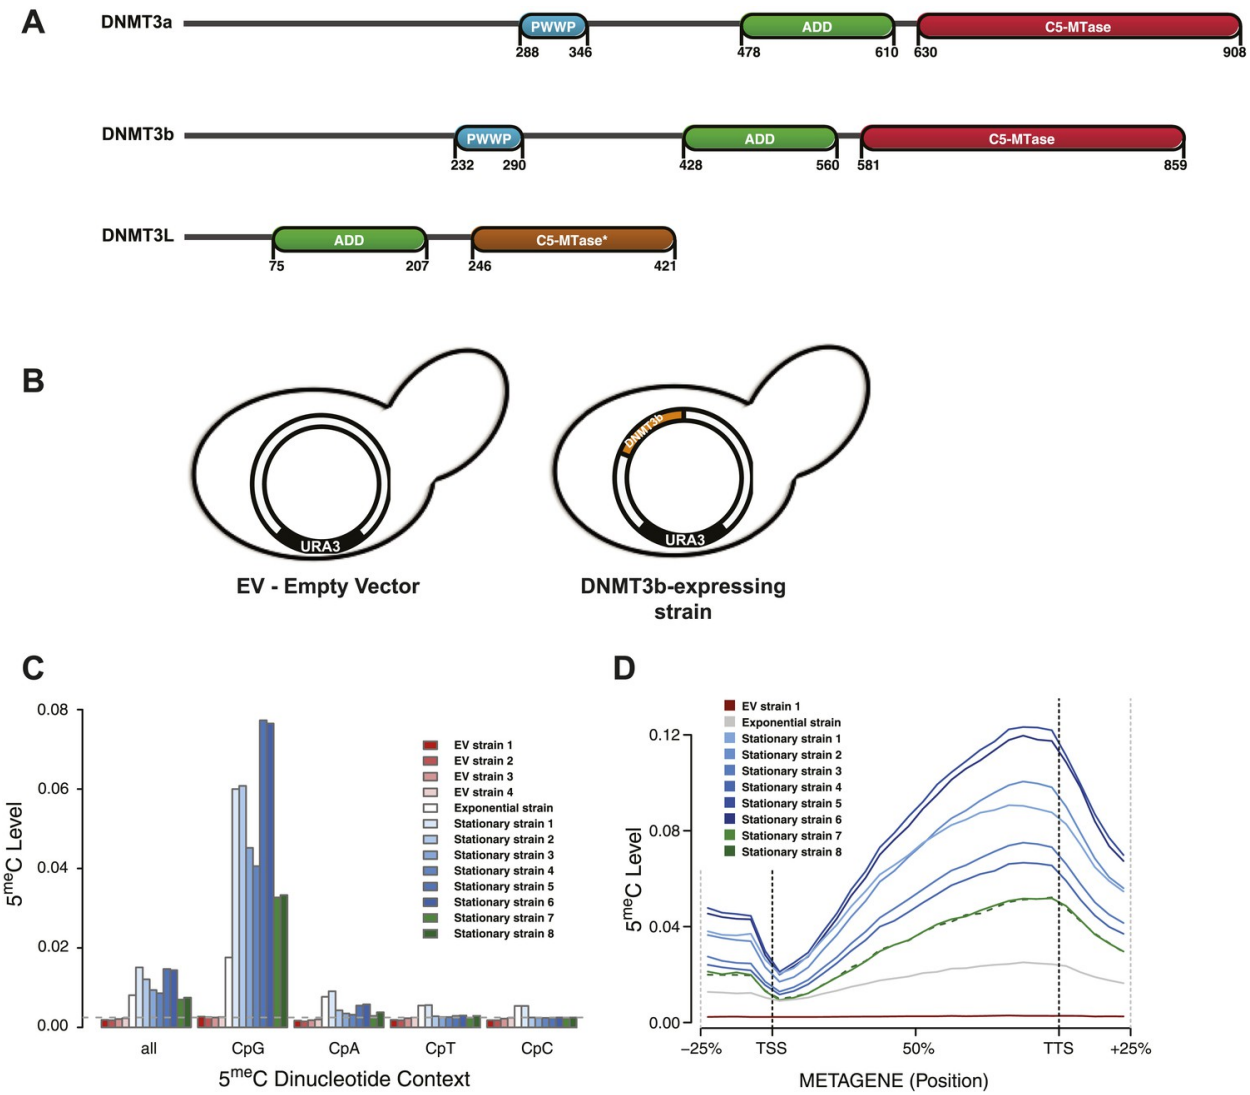 A
DNMT3a
PWWP
ADD
C5-MTase
288 346 478 610 630 908
DNMT3b
PWWP
ADD
C5-MTase
232 290 428 560 581 859
DNMT3L
ADD
C5-MTase*
75 207 246 421
B
DNMT3b
URA3
URA3
EV - Empty Vector
DNMT3b-expressing
strain
C
5meC Level
0.08
0.06
0.04
0.02
0.00
EV strain 1
EV strain 2
EV strain 3
EV strain 4
Exponential strain
Stationary strain 1
Stationary strain 2
Stationary strain 3
Stationary strain 4
Stationary strain 5
Stationary strain 6
Stationary strain 7
Stationary strain 8
all CpG CpA CpT CpC
5meC Dinucleotide Context
D
5meC Level
0.12
0.08
0.04
0.00
EV strain 1
Exponential strain
Stationary strain 1
Stationary strain 2
Stationary strain 3
Stationary strain 4
Stationary strain 5
Stationary strain 6
Stationary strain 7
Stationary strain 8
−25% TSS 50% TTS +25%
METAGENE (Position)